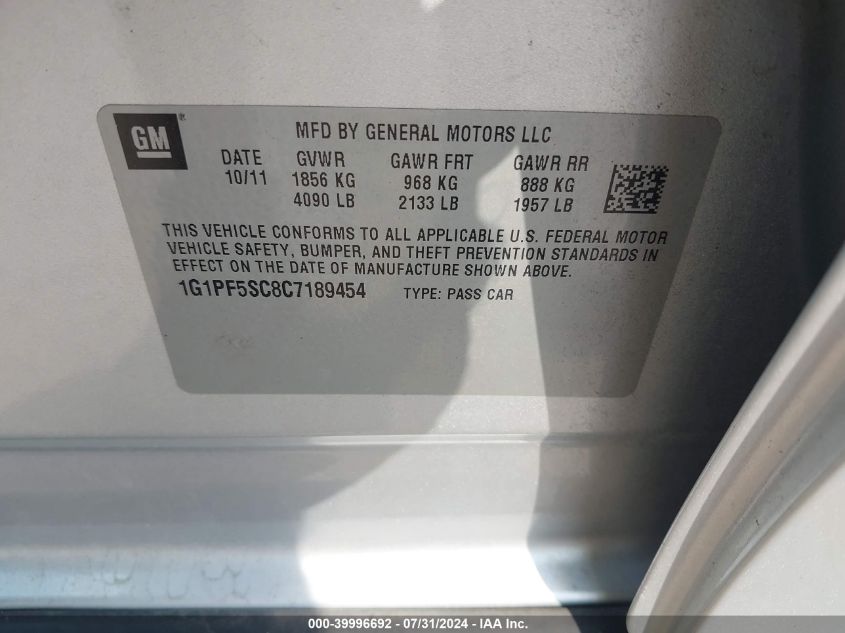 GM®
MFD BY GENERAL MOTORS LLC
DATE GVWR GAWR FRT GAWR RR
10/11 1856 KG 968 KG 888 KG
4090 LB 2133 LB 1957 LB
THIS VEHICLE CONFORMS TO ALL APPLICABLE U.S. FEDERAL MOTOR
VEHICLE SAFETY, BUMPER, AND THEFT PREVENTION STANDARDS IN
EFFECT ON THE DATE OF MANUFACTURE SHOWN ABOVE.
1G1PF5SC8C7189454 TYPE: PASS CAR
000-39996692 - 07/31/2024 - IAA Inc.